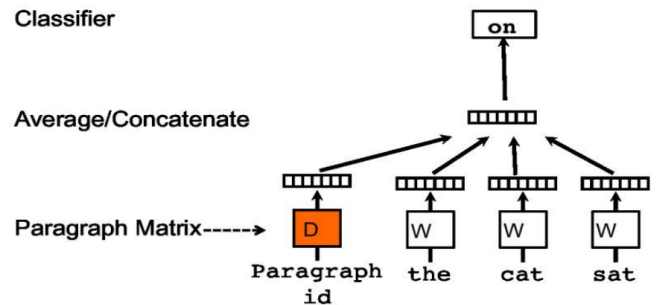 Classifier
on
Average/Concatenate
Paragraph Matrix
D W W W
Paragraph the cat sat
id